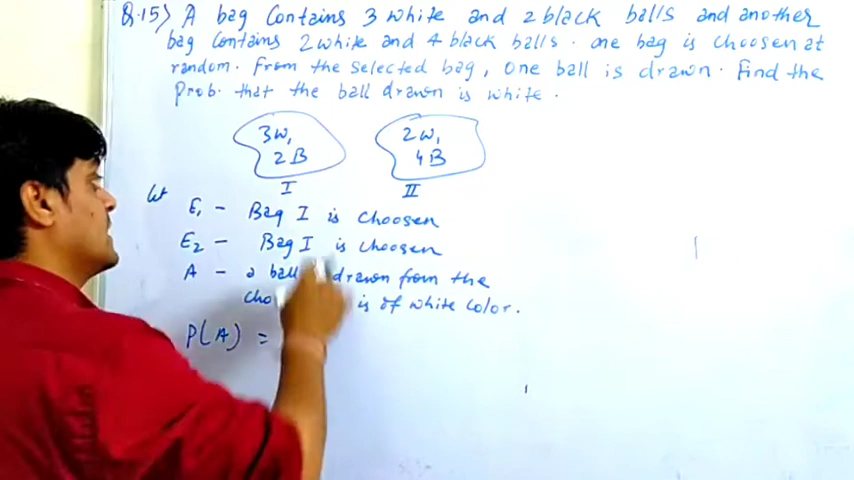 Q.15) A bag Contains 3 white and 2 black balls and another
bag Contains 2 white and 4 black balls. one bag is choosen at
random. from the selected bag, one ball is drawn. Find the
Prob. that the ball drawn is white.
3W, 2W,
2B 4B
I II
let
E1 - Bag I is Choosen
E2 - Bag I is choosen
A - a ball drawn from the
cho is of white color.
P(A) =